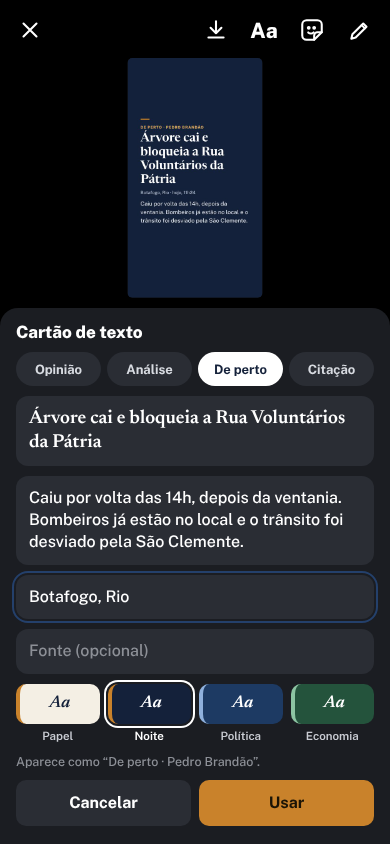 Aa
DE PERTO · PEDRO BRANDÃO
Árvore cai e
bloqueia a Rua
Voluntários da
Pátria
Caiu por volta das 14h, depois da
ventania. Bombeiros já estão no local e o
trânsito foi desviado pela São Clemente.
Cartão de texto
Opinião
Análise
De perto
Citação
Árvore cai e bloqueia a Rua Voluntários
da Pátria
Caiu por volta das 14h, depois da ventania.
Bombeiros já estão no local e o trânsito foi
desviado pela São Clemente.
Botafogo, Rio
Fonte (opcional)
Aa
Aa
Aa
Aa
Papel
Noite
Política
Economia
Aparece como “De perto · Pedro Brandão”.
Cancelar
Usar